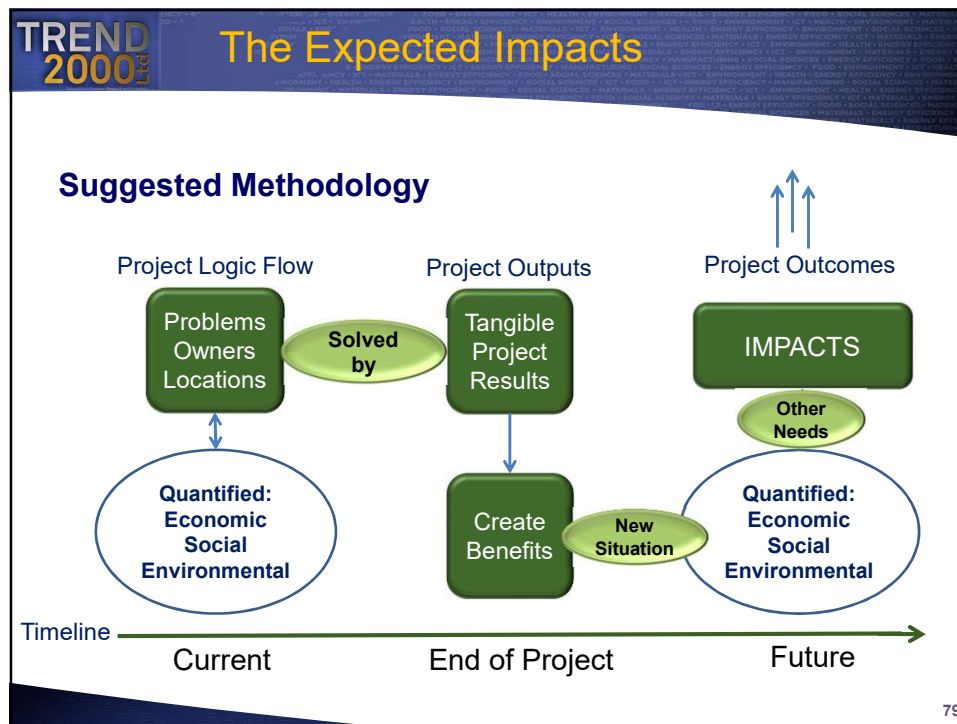 TREND
2000 Ltd
The Expected Impacts
Suggested Methodology
Project Logic Flow
Project Outputs
Project Outcomes
Problems
Owners
Locations
Solved
by
Tangible
Project
Results
IMPACTS
Other
Needs
Quantified:
Economic
Social
Environmental
Create
Benefits
New
Situation
Quantified:
Economic
Social
Environmental
Timeline
Current
End of Project
Future
79